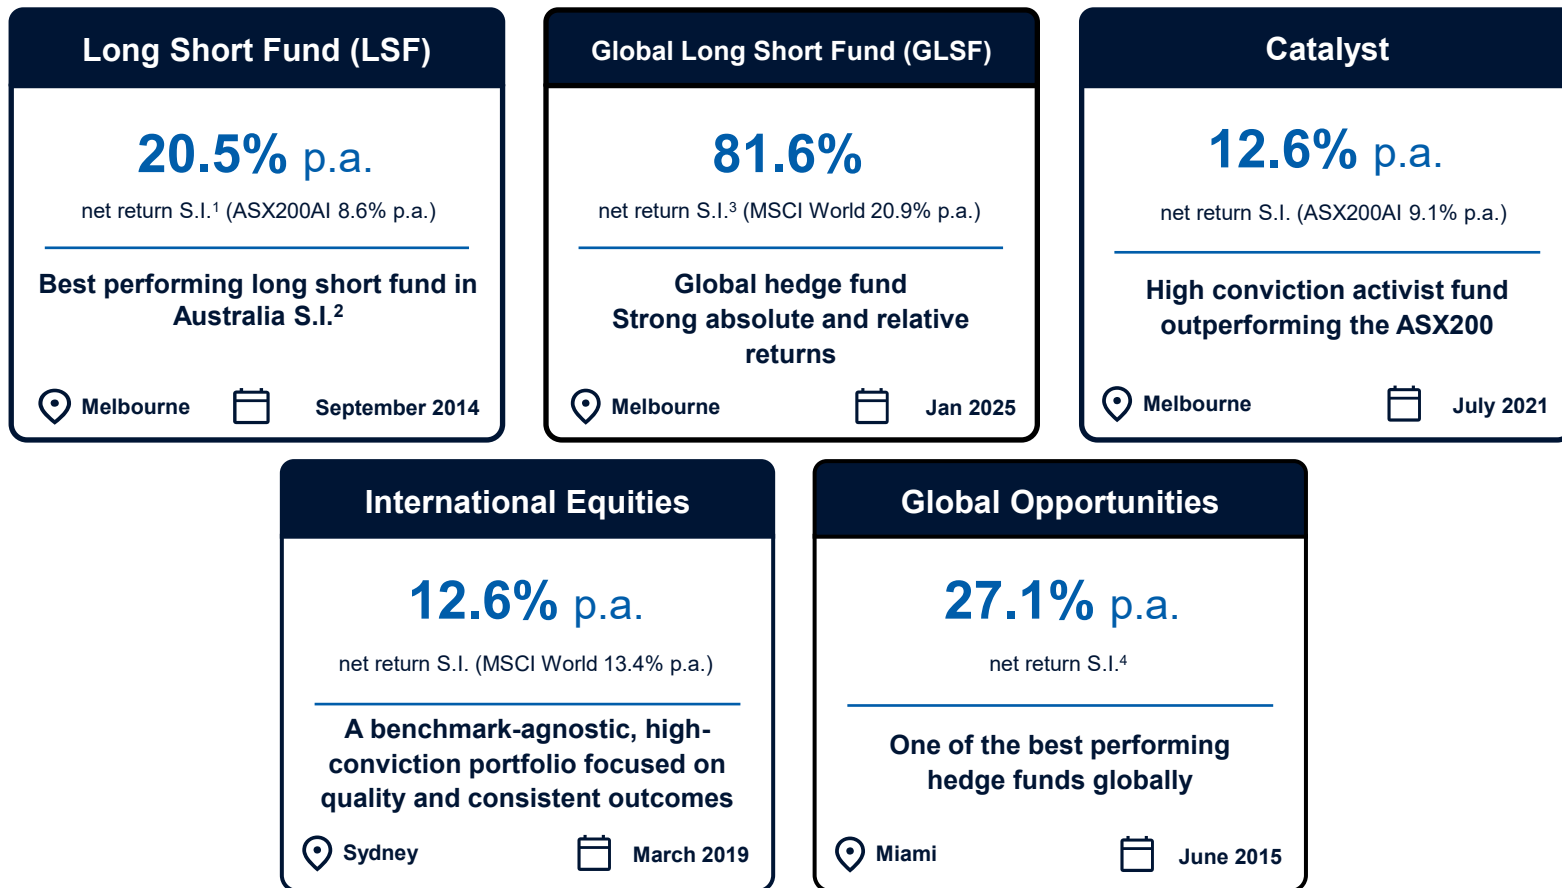 Long Short Fund (LSF)
20.5% p.a.
net return S.I.¹ (ASX200AI 8.6% p.a.)
Best performing long short fund in
Australia S.I.²
Melbourne
September 2014
Global Long Short Fund (GLSF)
81.6%
net return S.I.³ (MSCI World 20.9% p.a.)
Global hedge fund
Strong absolute and relative
returns
Melbourne
Jan 2025
Catalyst
12.6% p.a.
net return S.I. (ASX200AI 9.1% p.a.)
High conviction activist fund
outperforming the ASX200
Melbourne
July 2021
International Equities
12.6% p.a.
net return S.I. (MSCI World 13.4% p.a.)
A benchmark-agnostic, high-
conviction portfolio focused on
quality and consistent outcomes
Sydney
March 2019
Global Opportunities
27.1% p.a.
net return S.I.⁴
One of the best performing
hedge funds globally
Miami
June 2015